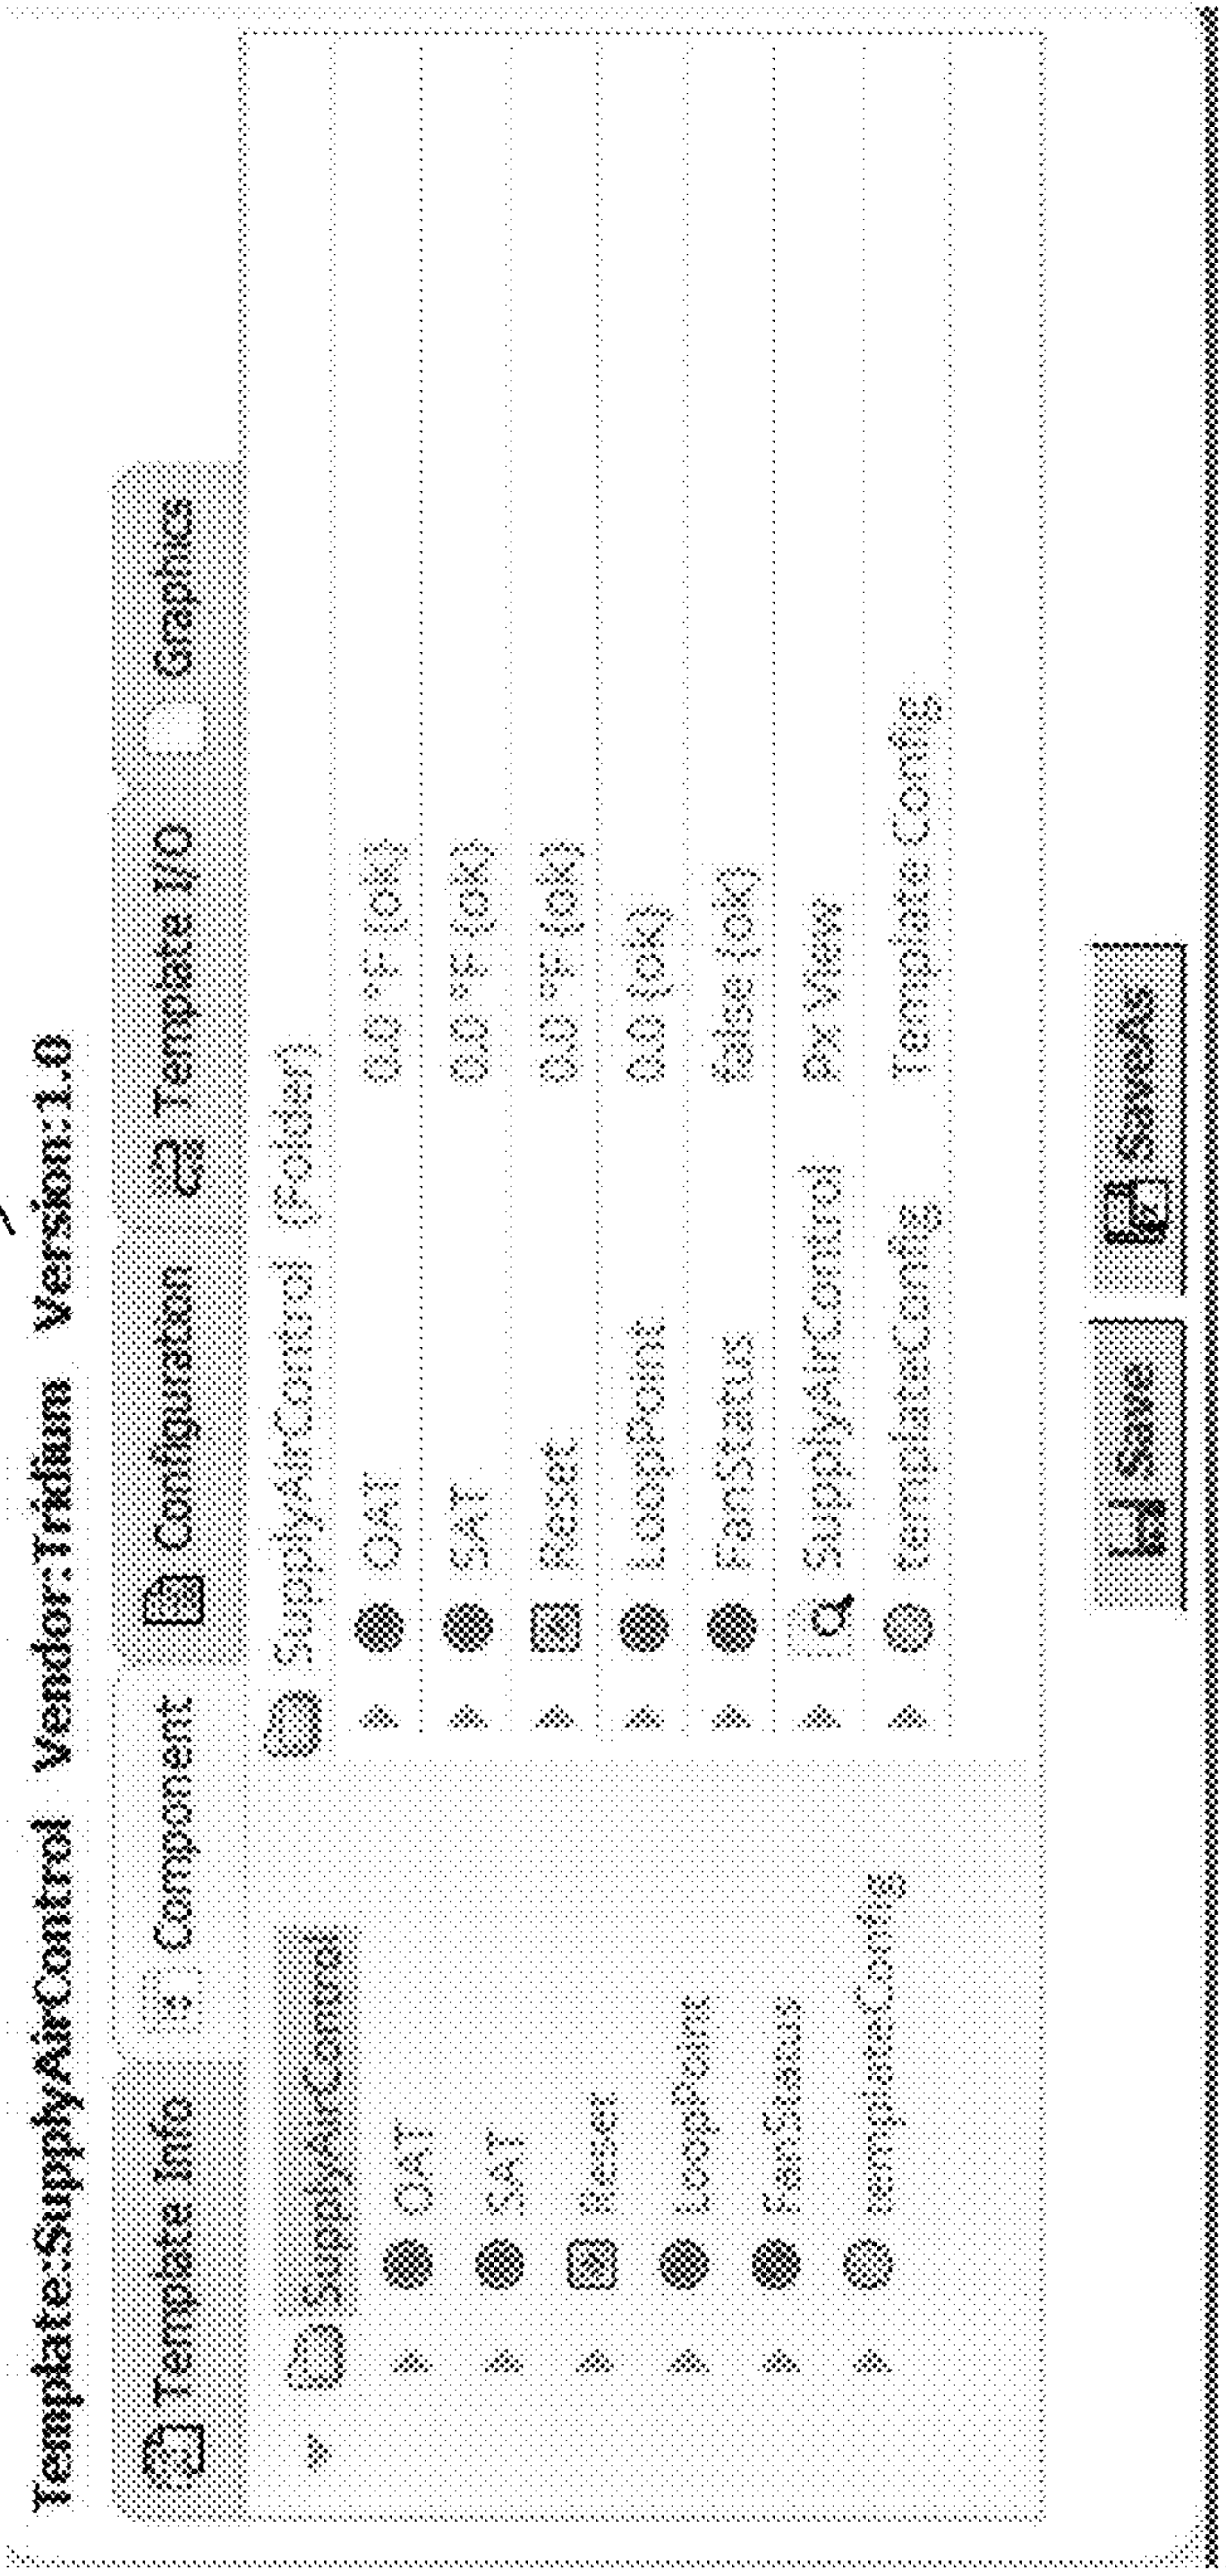 Template:SupplyAirControl Vendor:Tridium Version:1.0
Template Info Component Configuration Template I/O Graphics
SupplyAirControl
OAT
SAT
Reset
LoopPoint
FanStatus
templateConfig
SupplyAirControl (Folder)
OAT 0.0 °F {ok}
SAT 0.0 °F {ok}
Reset 0.0 °F {ok}
LoopPoint 0.0 {ok}
FanStatus false {ok}
SupplyAirControl Px View
templateConfig Template Config
Save SaveAs